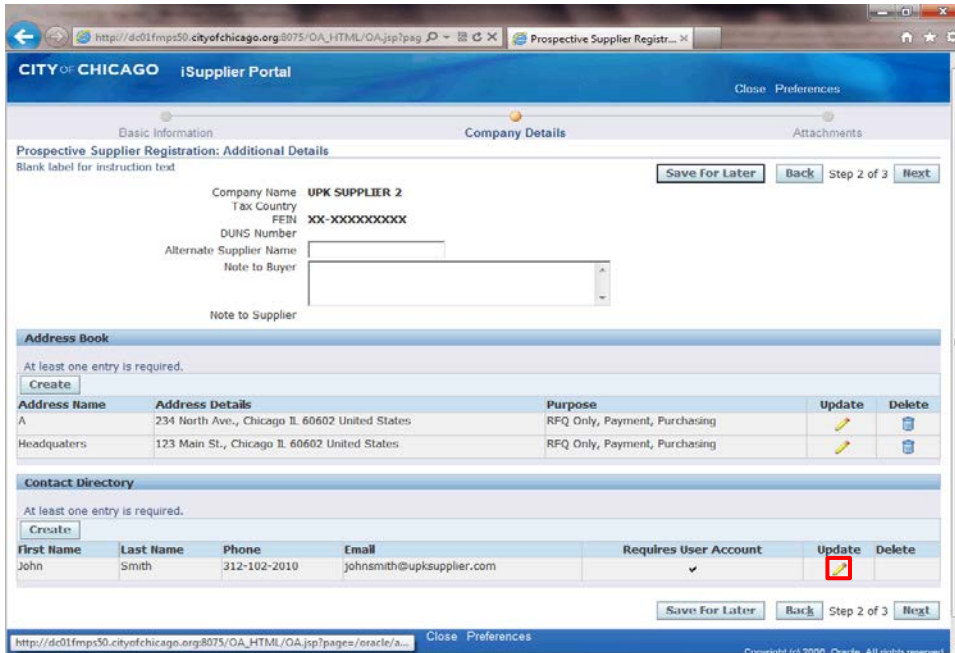 http://dc01fmps50.cityofchicago.org:8075/OA_HTML/OA.jsp?pag
Prospective Supplier Registr...
CITY OF CHICAGO iSupplier Portal
Close Preferences
Basic Information Company Details Attachments
Prospective Supplier Registration: Additional Details
Blank label for instruction text
Save For Later Back Step 2 of 3 Next
Company Name UPK SUPPLIER 2
Tax Country
FEIN XX-XXXXXXXXX
DUNS Number
Alternate Supplier Name
Note to Buyer
Note to Supplier
Address Book
At least one entry is required.
Create
Address Name Address Details Purpose Update Delete
A 234 North Ave., Chicago IL 60602 United States RFQ Only, Payment, Purchasing
Headquaters 123 Main St., Chicago IL 60602 United States RFQ Only, Payment, Purchasing
Contact Directory
At least one entry is required.
Create
First Name Last Name Phone Email Requires User Account Update Delete
John Smith 312-102-2010 johnsmith@upksupplier.com
Save For Later Back Step 2 of 3 Next
http://dc01fmps50.cityofchicago.org:8075/OA_HTML/OA.jsp?page=/oracle/a...
Close Preferences
Copyright (c) 2006, Oracle. All rights reserved.